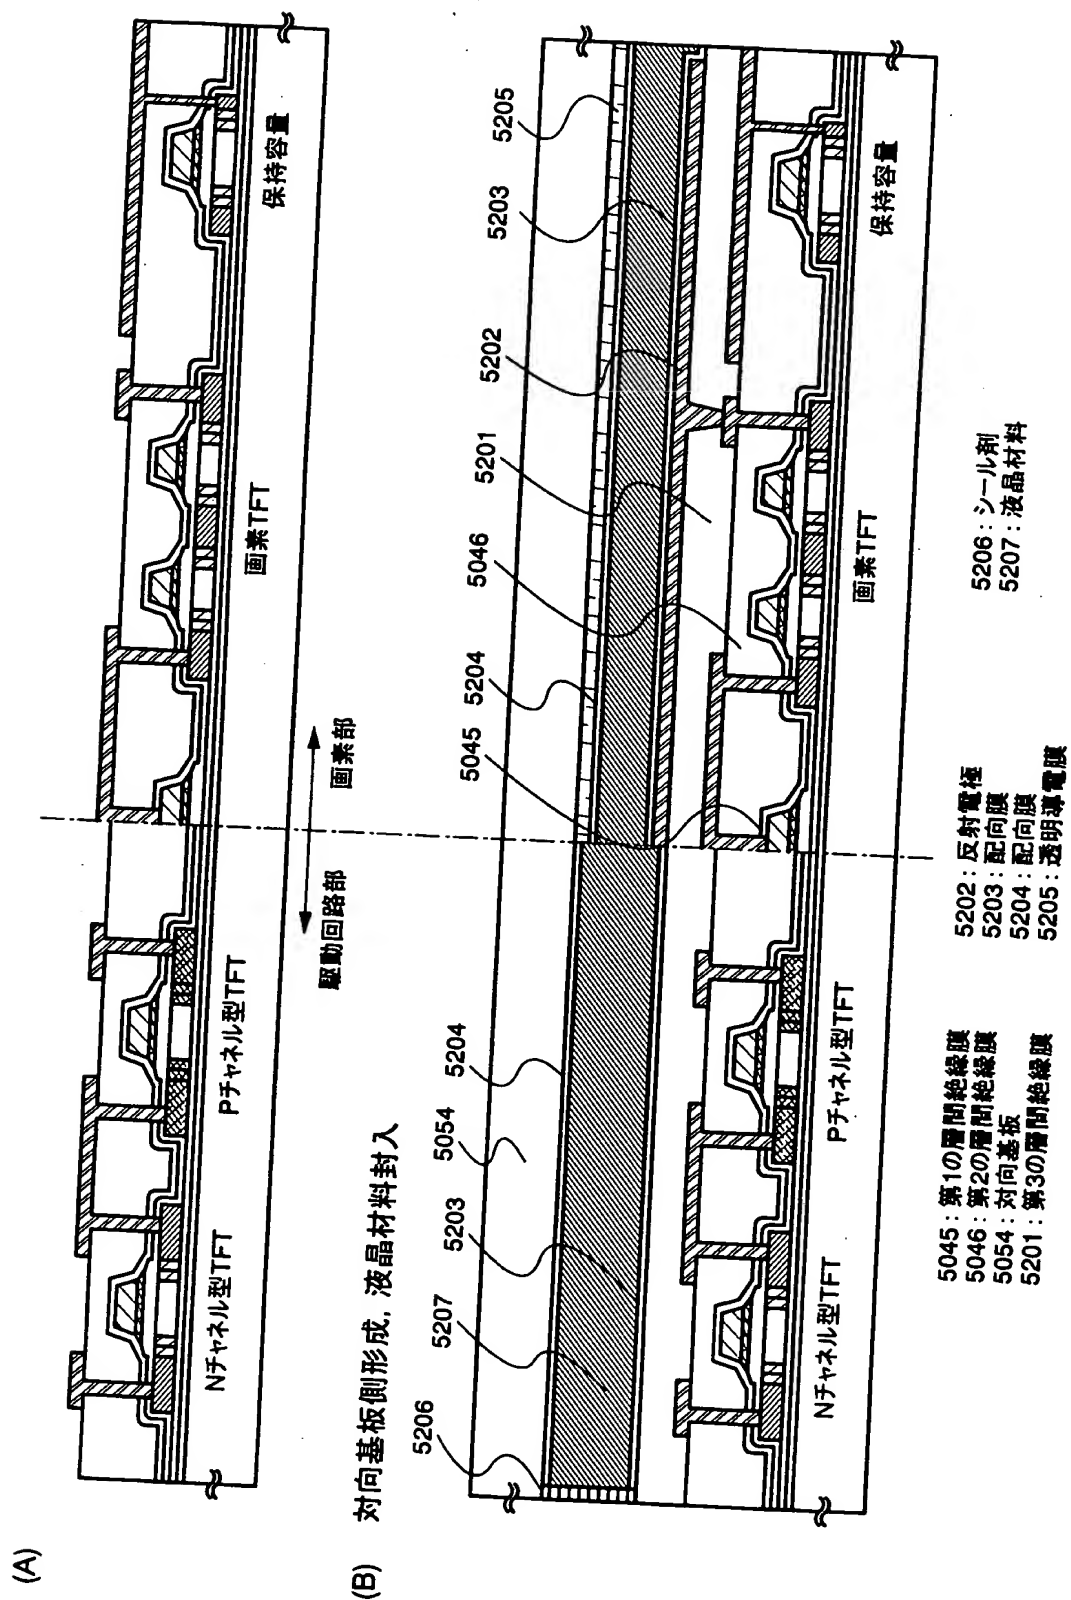 (A)
Nチャネル型TFT
Pチャネル型TFT
画素TFT
保持容量
駆動回路部
画素部
(B) 対向基板側形成, 液晶材料封入
5206
5207
5203
5054
5204
5045
5204
5046
5201
5202
5203
5205
Nチャネル型TFT
Pチャネル型TFT
画素TFT
保持容量
5045：第1の層間絶縁膜
5046：第2の層間絶縁膜
5054：対向基板
5201：第3の層間絶縁膜
5202：反射電極
5203：配向膜
5204：配向膜
5205：透明導電膜
5206：シール剤
5207：液晶材料